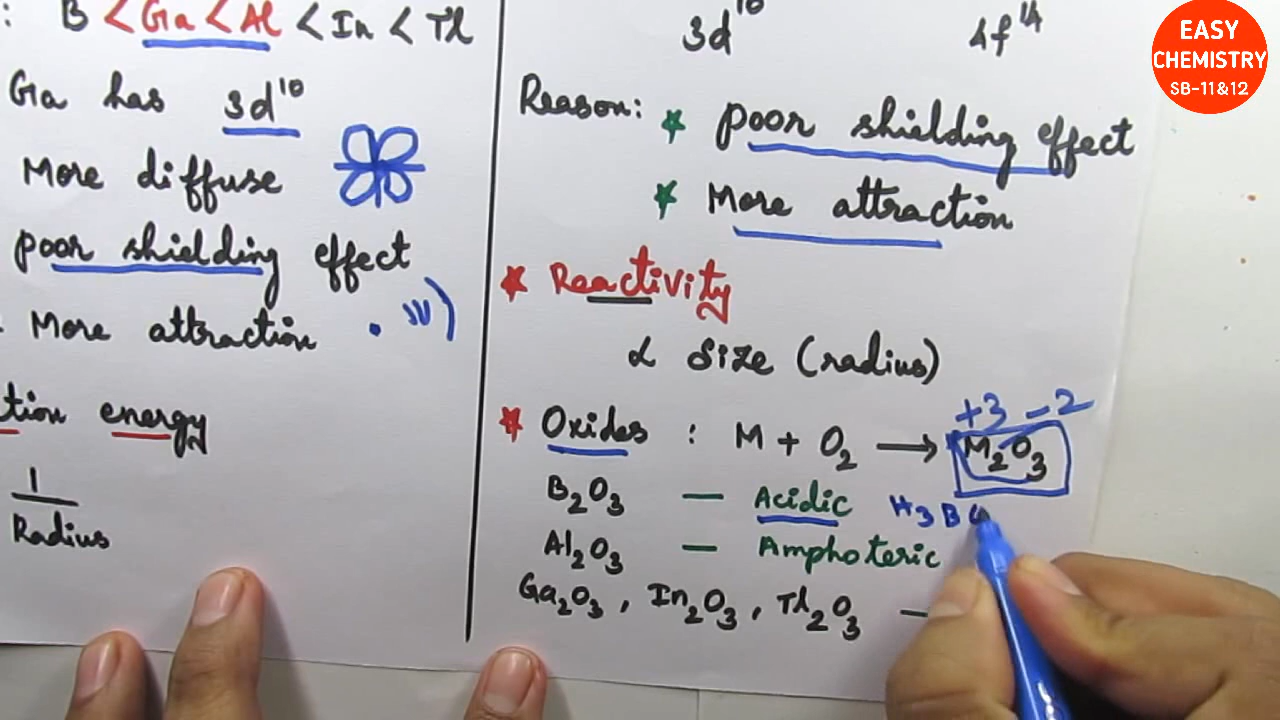 : B < Ga < Al < In < Tl
Ga has 3d¹⁰
More diffuse
poor shielding effect
More attraction
tion energy
1
Radius
3d¹⁰ 4f¹⁴
Reason: poor shielding effect
More attraction
Reactivity
∝ Size (radius)
+3 -2
Oxides : M + O₂ → M₂O₃
B₂O₃ — Acidic H₃B
Al₂O₃ — Amphoteric
Ga₂O₃, In₂O₃, Tl₂O₃ —
EASY
CHEMISTRY
SB-11&12